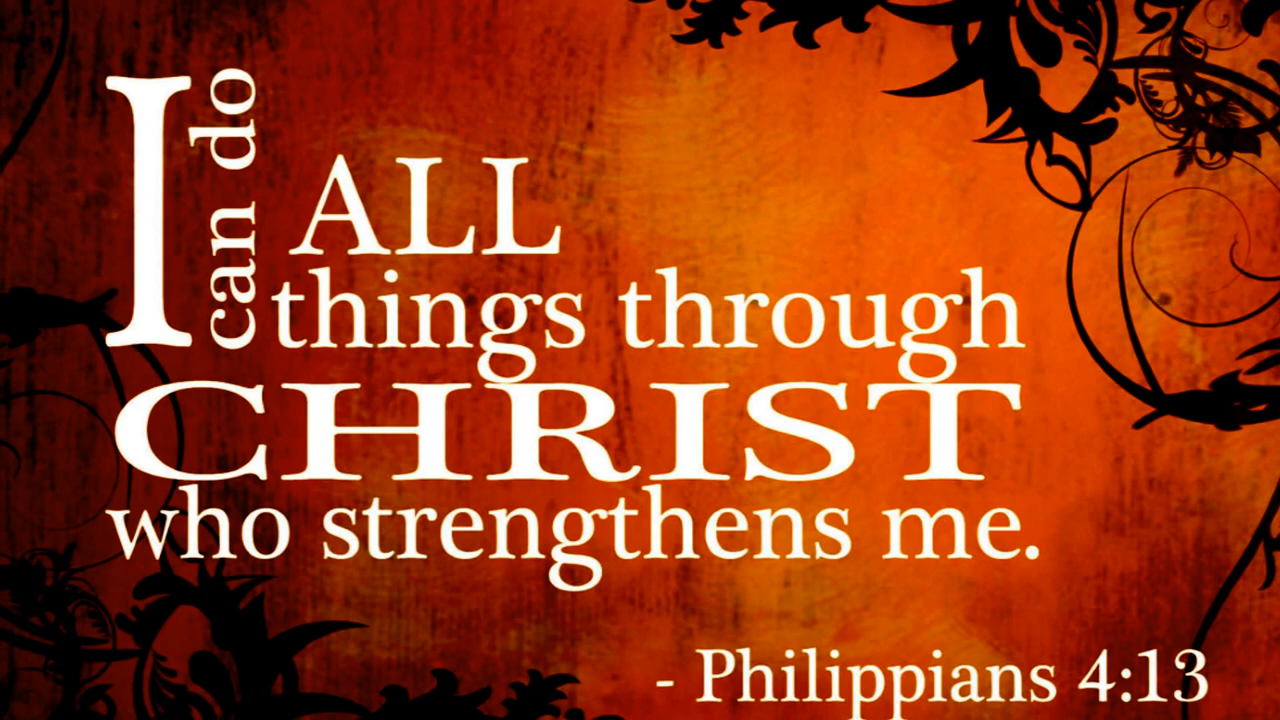 I can do ALL
things through
CHRIST
who strengthens me.
- Philippians 4:13